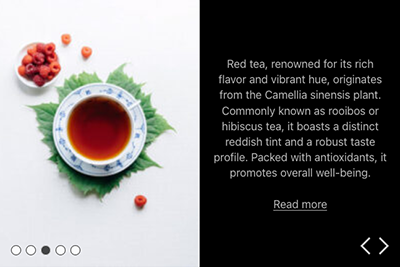 Red tea, renowned for its rich
flavor and vibrant hue, originates
from the Camellia sinensis plant.
Commonly known as rooibos or
hibiscus tea, it boasts a distinct
reddish tint and a robust taste
profile. Packed with antioxidants, it
promotes overall well-being.
Read more